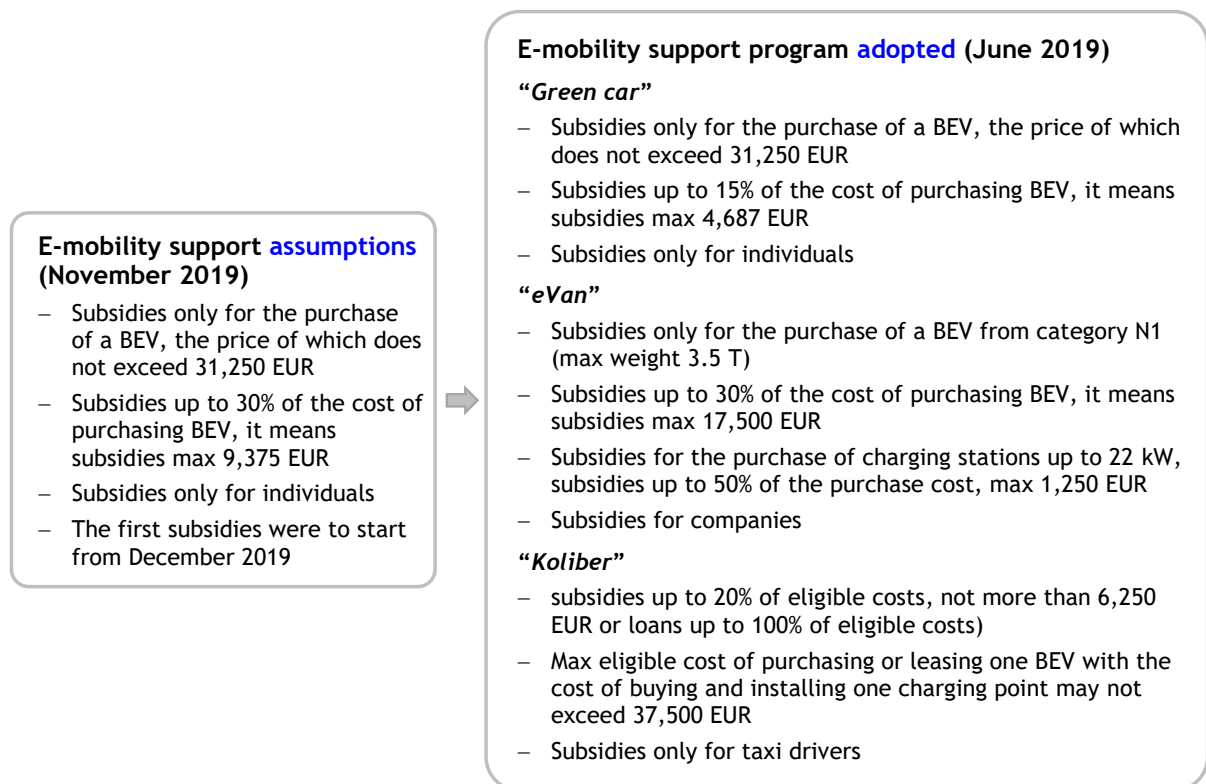 E-mobility support assumptions
(November 2019)
– Subsidies only for the purchase
of a BEV, the price of which does
not exceed 31,250 EUR
– Subsidies up to 30% of the cost of
purchasing BEV, it means
subsidies max 9,375 EUR
– Subsidies only for individuals
– The first subsidies were to start
from December 2019
E-mobility support program adopted (June 2019)
“Green car”
– Subsidies only for the purchase of a BEV, the price of which
does not exceed 31,250 EUR
– Subsidies up to 15% of the cost of purchasing BEV, it means
subsidies max 4,687 EUR
– Subsidies only for individuals
“eVan”
– Subsidies only for the purchase of a BEV from category N1
(max weight 3.5 T)
– Subsidies up to 30% of the cost of purchasing BEV, it means
subsidies max 17,500 EUR
– Subsidies for the purchase of charging stations up to 22 kW,
subsidies up to 50% of the purchase cost, max 1,250 EUR
– Subsidies for companies
“Koliber”
– subsidies up to 20% of eligible costs, not more than 6,250
EUR or loans up to 100% of eligible costs)
– Max eligible cost of purchasing or leasing one BEV with the
cost of buying and installing one charging point may not
exceed 37,500 EUR
– Subsidies only for taxi drivers